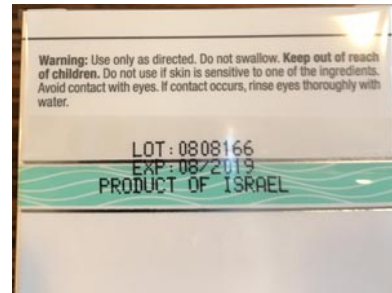 Warning: Use only as directed. Do not swallow. Keep out of reach
of children. Do not use if skin is sensitive to one of the ingredients.
Avoid contact with eyes. If contact occurs, rinse eyes thoroughly with
water.
LOT:0808166
EXP:08/2019
PRODUCT OF ISRAEL